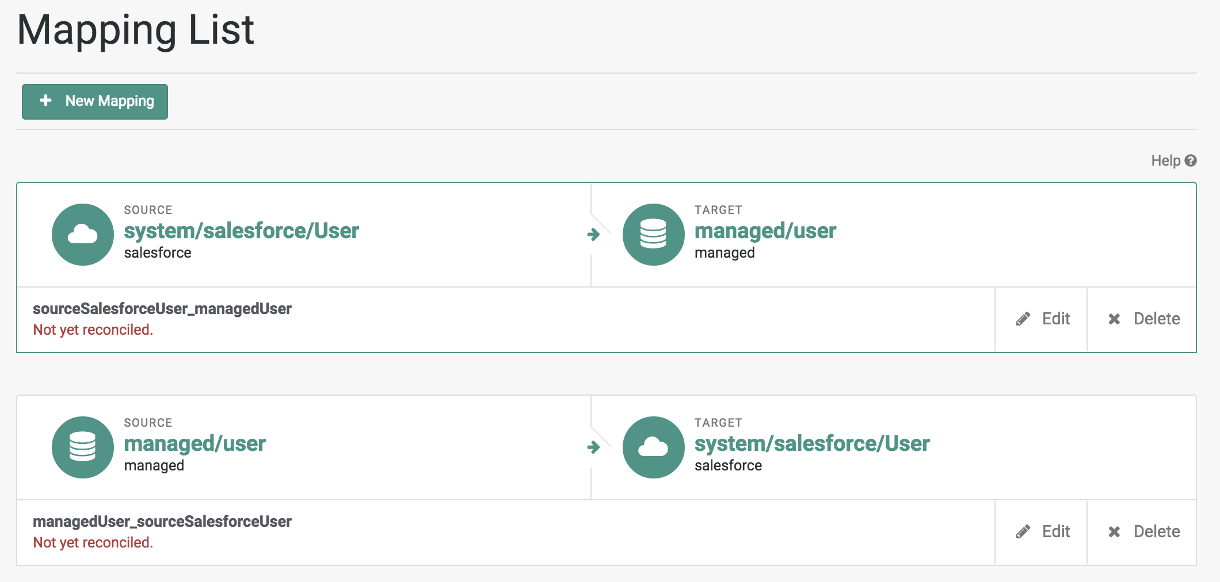 Mapping List
New Mapping
Help
SOURCE
system/salesforce/User
salesforce
TARGET
managed/user
managed
sourceSalesforceUser_managedUser
Not yet reconciled.
Edit
Delete
SOURCE
managed/user
managed
TARGET
system/salesforce/User
salesforce
managedUser_sourceSalesforceUser
Not yet reconciled.
Edit
Delete